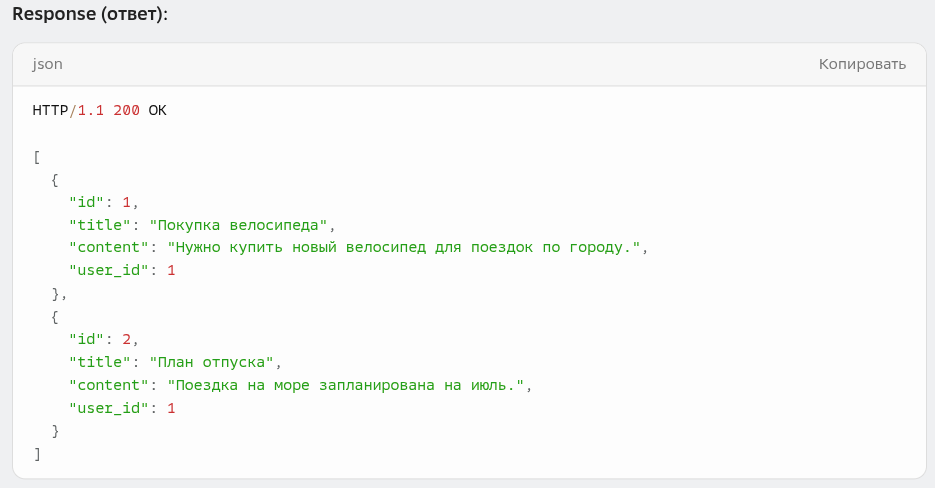 Response (ответ):
json
Копировать
HTTP/1.1 200 OK
[
  {
    "id": 1,
    "title": "Покупка велосипеда",
    "content": "Нужно купить новый велосипед для поездок по городу.",
    "user_id": 1
  },
  {
    "id": 2,
    "title": "План отпуска",
    "content": "Поездка на море запланирована на июль.",
    "user_id": 1
  }
]